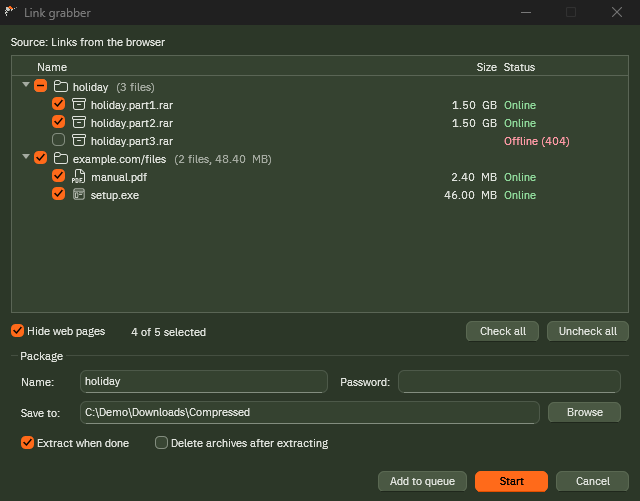 Link grabber
Source: Links from the browser
Name Size Status
holiday (3 files)
holiday.part1.rar 1.50 GB Online
holiday.part2.rar 1.50 GB Online
holiday.part3.rar Offline (404)
example.com/files (2 files, 48.40 MB)
PDF manual.pdf 2.40 MB Online
setup.exe 46.00 MB Online
Hide web pages 4 of 5 selected Check all Uncheck all
Package
Name: holiday Password:
Save to: C:\Demo\Downloads\Compressed Browse
Extract when done Delete archives after extracting
Add to queue Start Cancel